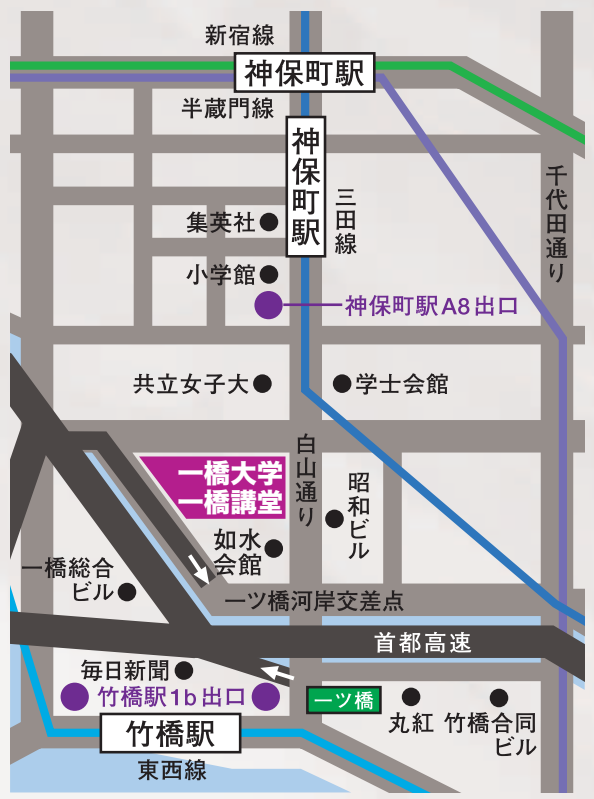 新宿線
神保町駅
半蔵門線
神保町駅
三田線
千代田通り
集英社
小学館
神保町駅A8出口
共立女子大
学士会館
白山通り
一橋大学
一橋講堂
昭和ビル
如水
会館
一橋総合
ビル
一ツ橋河岸交差点
首都高速
毎日新聞
竹橋駅1b出口
一ツ橋
丸紅
竹橋合同
ビル
竹橋駅
東西線